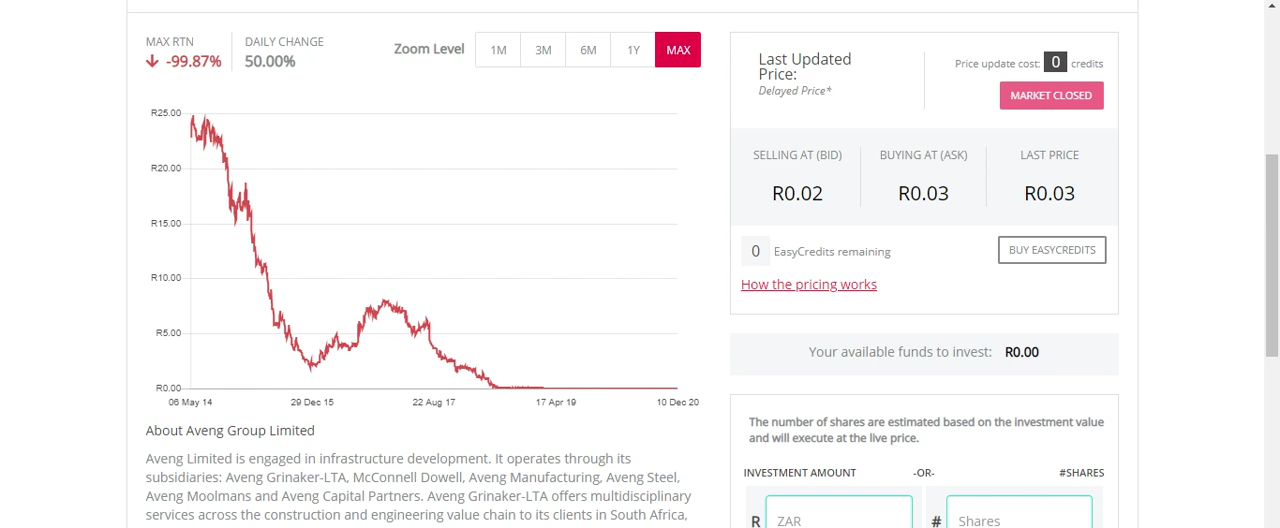 MAX RTN
-99.87%
DAILY CHANGE
50.00%
Zoom Level
1M
3M
6M
1Y
MAX
R25.00
R20.00
R15.00
R10.00
R5.00
R0.00
06 May 14
29 Dec 15
22 Aug 17
17 Apr 19
10 Dec 20
About Aveng Group Limited
Aveng Limited is engaged in infrastructure development. It operates through its
subsidiaries: Aveng Grinaker-LTA, McConnell Dowell, Aveng Manufacturing, Aveng Steel,
Aveng Moolmans and Aveng Capital Partners. Aveng Grinaker-LTA offers multidisciplinary
services across the construction and engineering value chain to its clients in South Africa,
Last Updated
Price:
Delayed Price*
Price update cost: 0 credits
MARKET CLOSED
SELLING AT (BID)
R0.02
BUYING AT (ASK)
R0.03
LAST PRICE
R0.03
0 EasyCredits remaining
BUY EASYCREDITS
How the pricing works
Your available funds to invest: R0.00
The number of shares are estimated based on the investment value
and will execute at the live price.
INVESTMENT AMOUNT
-OR-
#SHARES
R ZAR
# Shares